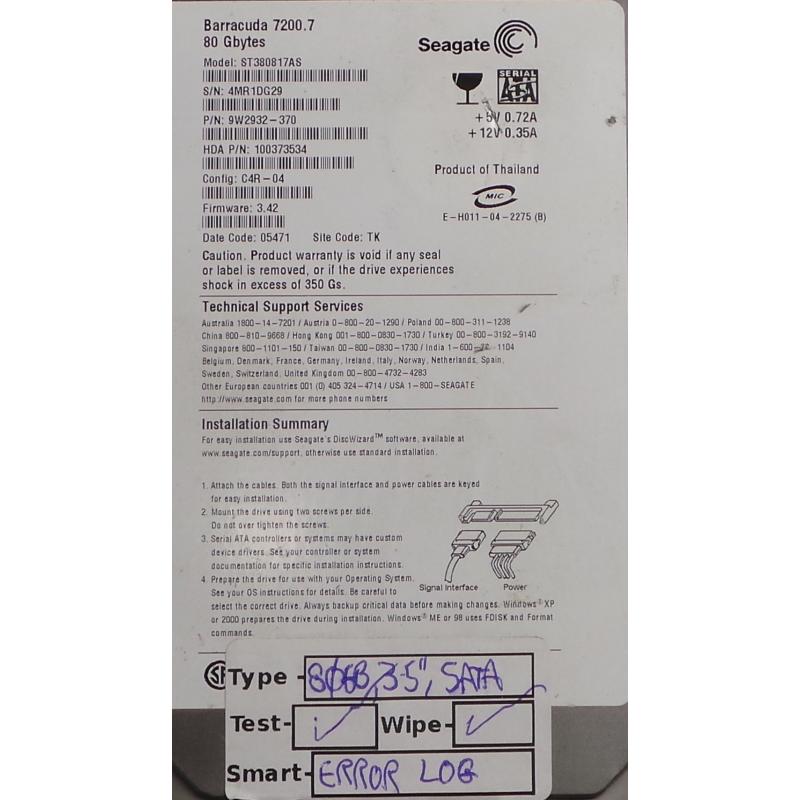 Barracuda 7200.7
80 Gbytes
Model: ST380817AS
S/N: 4MR1DG29
P/N: 9W2932-370
HDA P/N: 100373534
Config: C4R-04
Firmware: 3.42
Date Code: 05471 Site Code: TK
Seagate
SERIAL
ATA
+5V 0.72A
+12V 0.35A
Product of Thailand
MIC
E-H011-04-2275 (B)
Caution. Product warranty is void if any seal
or label is removed, or if the drive experiences
shock in excess of 350 Gs.
Technical Support Services
Australia 1800-14-7201 / Austria 0-800-20-1290 / Poland 00-800-311-1238
China 800-810-9668 / Hong Kong 001-800-0830-1730 / Turkey 00-800-3192-9140
Singapore 800-1101-150 / Taiwan 00-800-0830-1730 / India 1-600- 1104
Belgium, Denmark, France, Germany, Ireland, Italy, Norway, Netherlands, Spain,
Sweden, Switzerland, United Kingdom 00-800-4732-4283
Other European countries 001 (0) 405 324-4714 / USA 1-800-SEAGATE
http://www.seagate.com for more phone numbers
Installation Summary
For easy installation use Seagate's DiscWizard™ software, available at
www.seagate.com/support, otherwise use standard installation.
1. Attach the cables. Both the signal interface and power cables are keyed
for easy installation.
2. Mount the drive using two screws per side.
Do not over tighten the screws.
3. Serial ATA controllers or systems may have custom
device drivers. See your controller or system
documentation for specific installation instructions.
4. Prepare the drive for use with your Operating System.
See your OS instructions for details. Be careful to
select the correct drive. Always backup critical data before making changes. Windows® XP
or 2000 prepares the drive during installation. Windows® ME or 98 uses FDISK and Format
commands.
Signal Interface Power
Type - 80GB, 3.5", SATA
Test- Wipe-
Smart- ERROR LOG